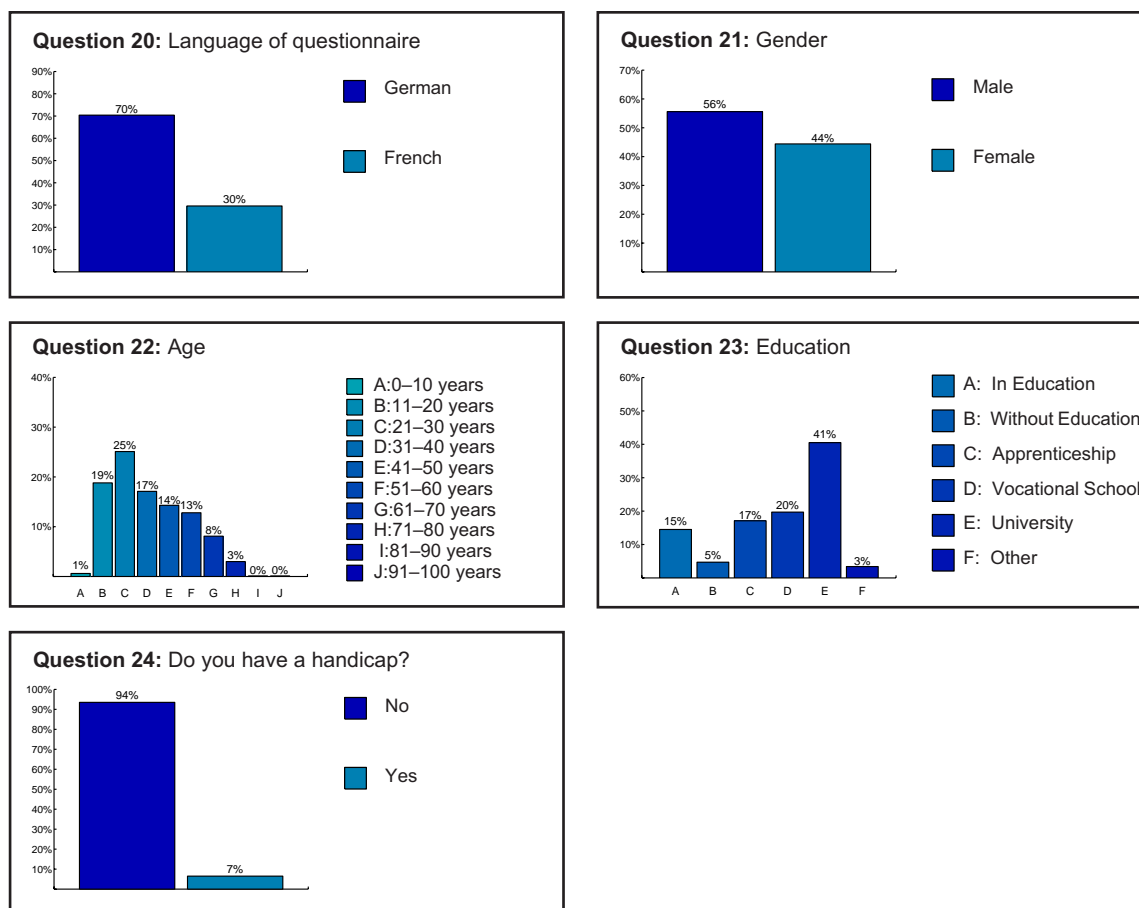 Question 20: Language of questionnaire
90%
80%
70%
60%
50%
40%
30%
20%
10%
70%
30%
German
French
Question 21: Gender
70%
60%
50%
40%
30%
20%
10%
56%
44%
Male
Female
Question 22: Age
40%
20%
10%
1%
19%
25%
17%
14%
13%
8%
3%
0%
0%
A B C D E F G H I J
A:0–10 years
B:11–20 years
C:21–30 years
D:31–40 years
E:41–50 years
F:51–60 years
G:61–70 years
H:71–80 years
I:81–90 years
J:91–100 years
Question 23: Education
60%
50%
40%
30%
20%
10%
15%
5%
17%
20%
41%
3%
A B C D E F
A: In Education
B: Without Education
C: Apprenticeship
D: Vocational School
E: University
F: Other
Question 24: Do you have a handicap?
100%
90%
80%
70%
60%
50%
40%
30%
20%
10%
94%
7%
No
Yes